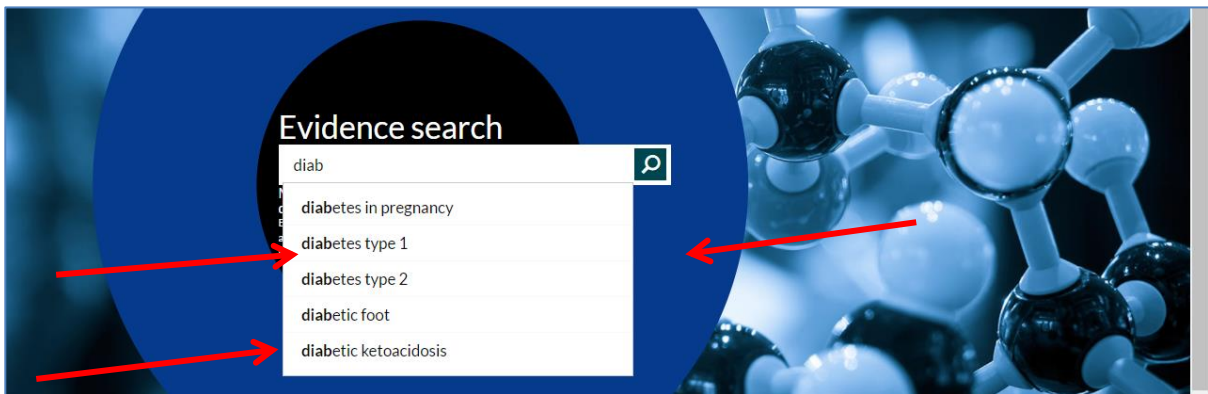 Evidence search
diab
diabetes in pregnancy
diabetes type 1
diabetes type 2
diabetic foot
diabetic ketoacidosis